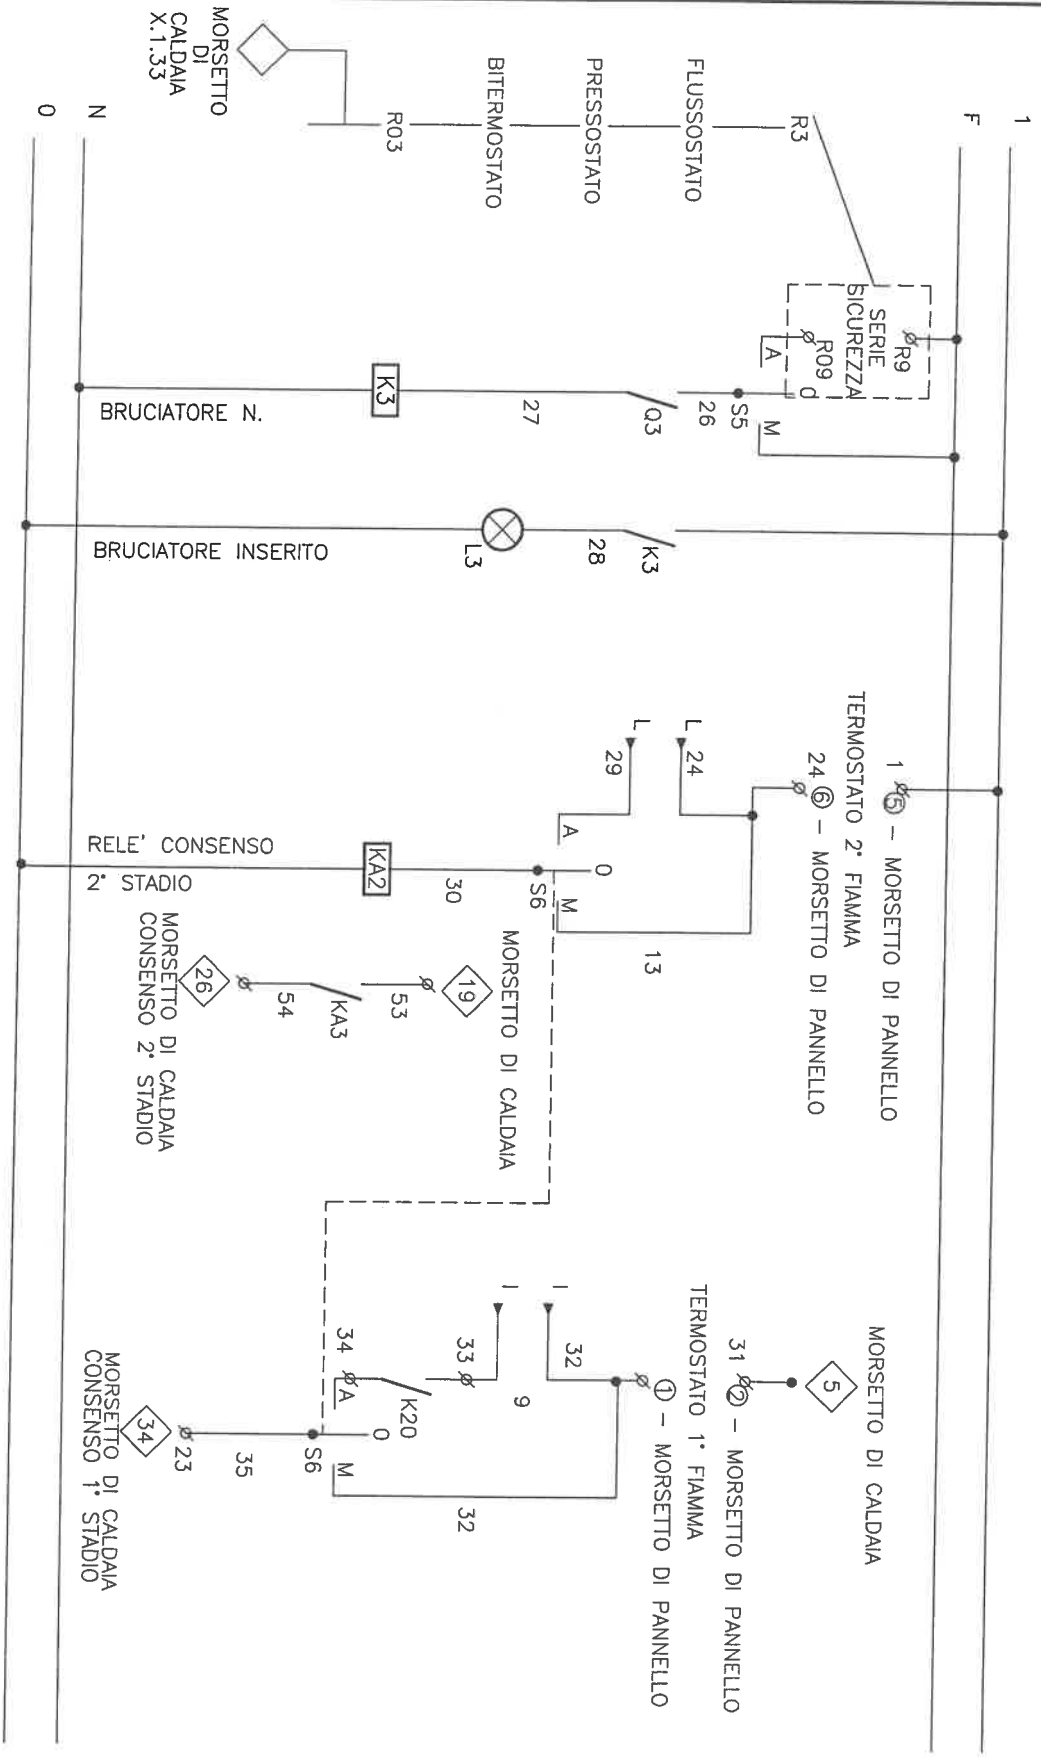 1
F
MORSETTO
DI
CALDAIA
X.1.33
R03
BITERMOSTATO
PRESSOSTATO
FLUSSOSTATO
R3
N
0
R9
SERIE
SICUREZZA
R09
A
0
M
S5
26
Q3
27
K3
BRUCIATORE N.
K3
28
L3
BRUCIATORE INSERITO
1 5 – MORSETTO DI PANNELLO
TERMOSTATO 2° FIAMMA
24 6 – MORSETTO DI PANNELLO
L
24
L
29
A
0
M
13
S6
30
KA2
RELE' CONSENSO
2° STADIO
MORSETTO DI CALDAIA
19
53
KA3
54
26
MORSETTO DI CALDAIA
CONSENSO 2° STADIO
MORSETTO DI CALDAIA
5
31 2 – MORSETTO DI PANNELLO
TERMOSTATO 1° FIAMMA
1 – MORSETTO DI PANNELLO
I
32
I
9
33
K20
34
A
0
M
32
S6
35
23
34
MORSETTO DI CALDAIA
CONSENSO 1° STADIO